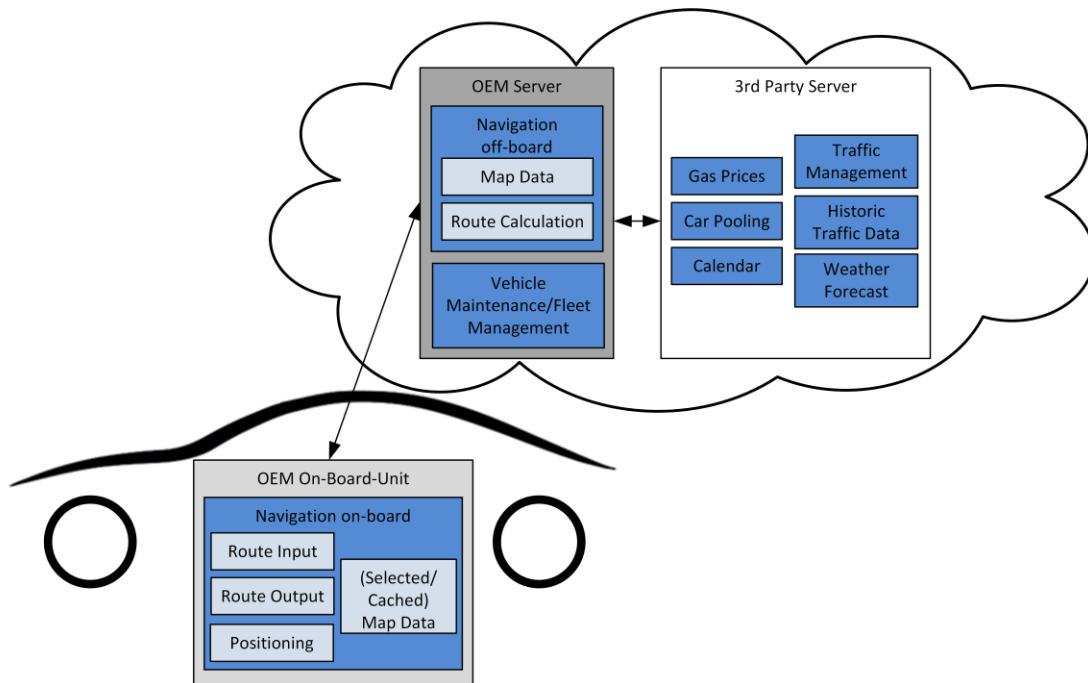 OEM Server
Navigation
off-board
Map Data
Route Calculation
Vehicle
Maintenance/Fleet
Management
3rd Party Server
Gas Prices
Car Pooling
Calendar
Traffic
Management
Historic
Traffic Data
Weather
Forecast
OEM On-Board-Unit
Navigation on-board
Route Input
Route Output
Positioning
(Selected/
Cached)
Map Data